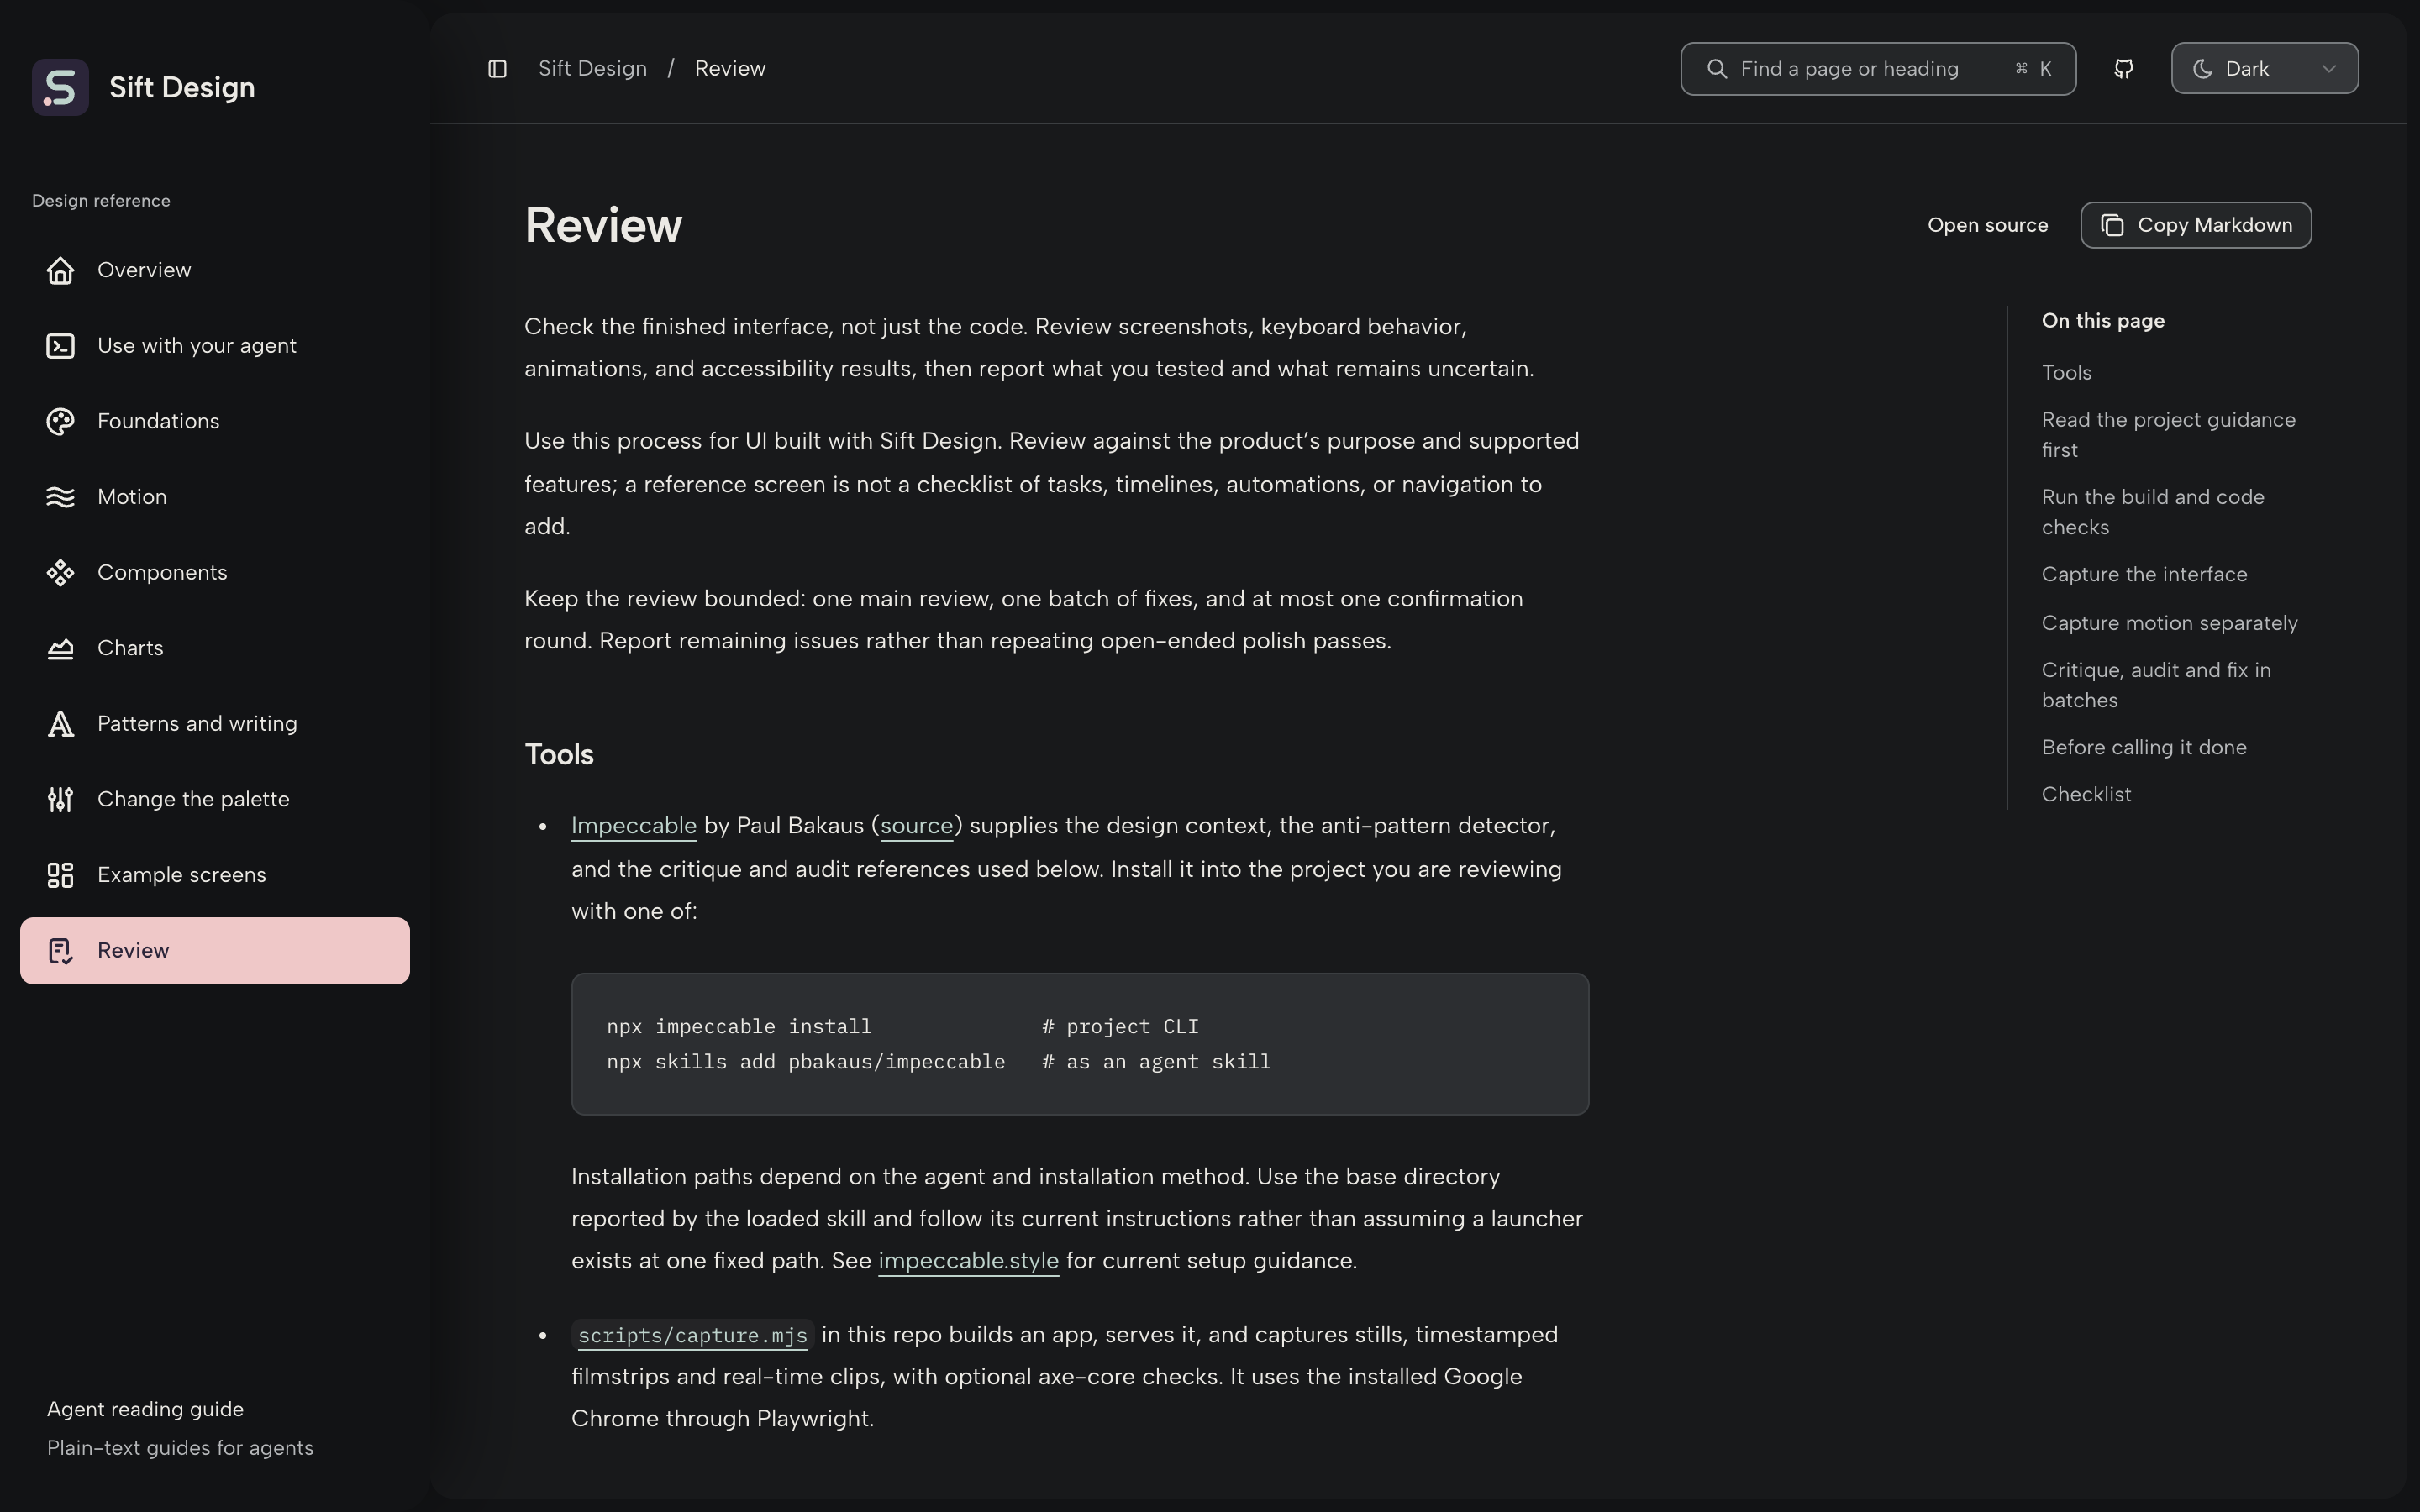 Sift Design
Design reference
Overview
Use with your agent
Foundations
Motion
Components
Charts
Patterns and writing
Change the palette
Example screens
Review
Agent reading guide
Plain-text guides for agents
Sift Design / Review
Find a page or heading ⌘ K
Dark
Review
Open source
Copy Markdown
Check the finished interface, not just the code. Review screenshots, keyboard behavior,
animations, and accessibility results, then report what you tested and what remains uncertain.
Use this process for UI built with Sift Design. Review against the product’s purpose and supported
features; a reference screen is not a checklist of tasks, timelines, automations, or navigation to
add.
Keep the review bounded: one main review, one batch of fixes, and at most one confirmation
round. Report remaining issues rather than repeating open-ended polish passes.
Tools
• Impeccable by Paul Bakaus (source) supplies the design context, the anti-pattern detector,
and the critique and audit references used below. Install it into the project you are reviewing
with one of:
npx impeccable install # project CLI
npx skills add pbakaus/impeccable # as an agent skill
Installation paths depend on the agent and installation method. Use the base directory
reported by the loaded skill and follow its current instructions rather than assuming a launcher
exists at one fixed path. See impeccable.style for current setup guidance.
• scripts/capture.mjs in this repo builds an app, serves it, and captures stills, timestamped
filmstrips and real-time clips, with optional axe-core checks. It uses the installed Google
Chrome through Playwright.
On this page
Tools
Read the project guidance
first
Run the build and code
checks
Capture the interface
Capture motion separately
Critique, audit and fix in
batches
Before calling it done
Checklist